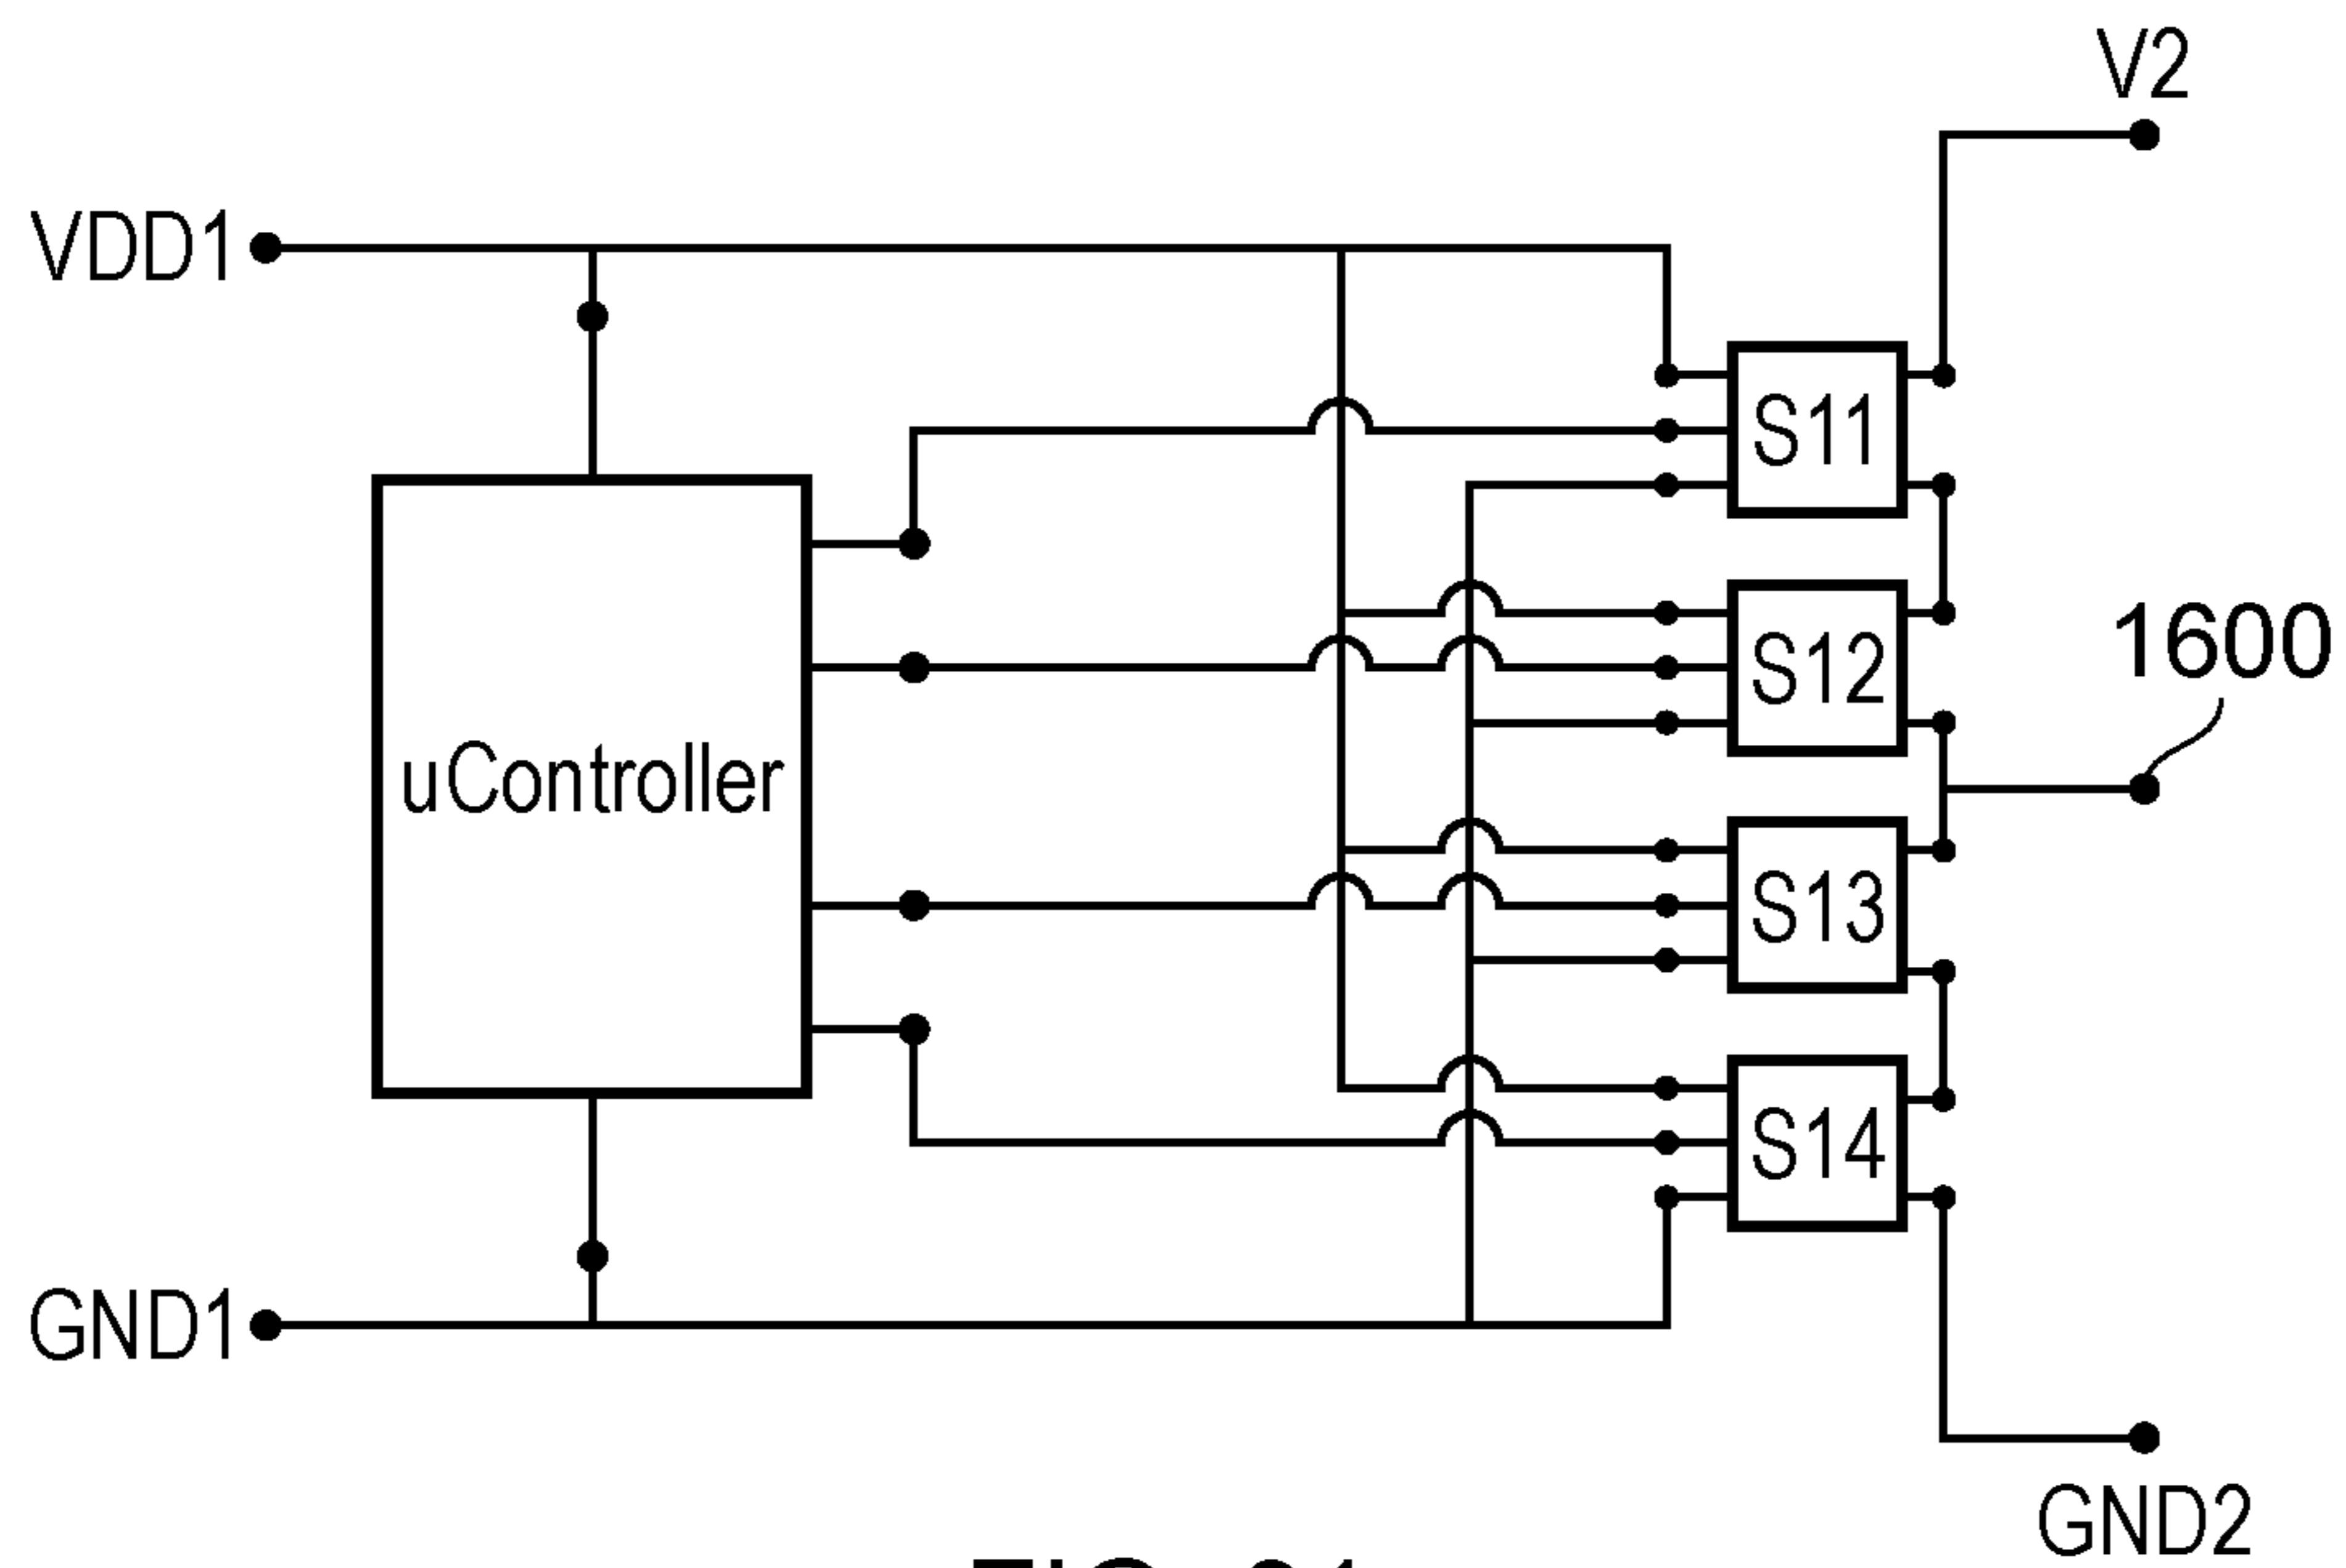 V2
VDD1
S11
S12
1600
uController
S13
S14
GND1
GND2